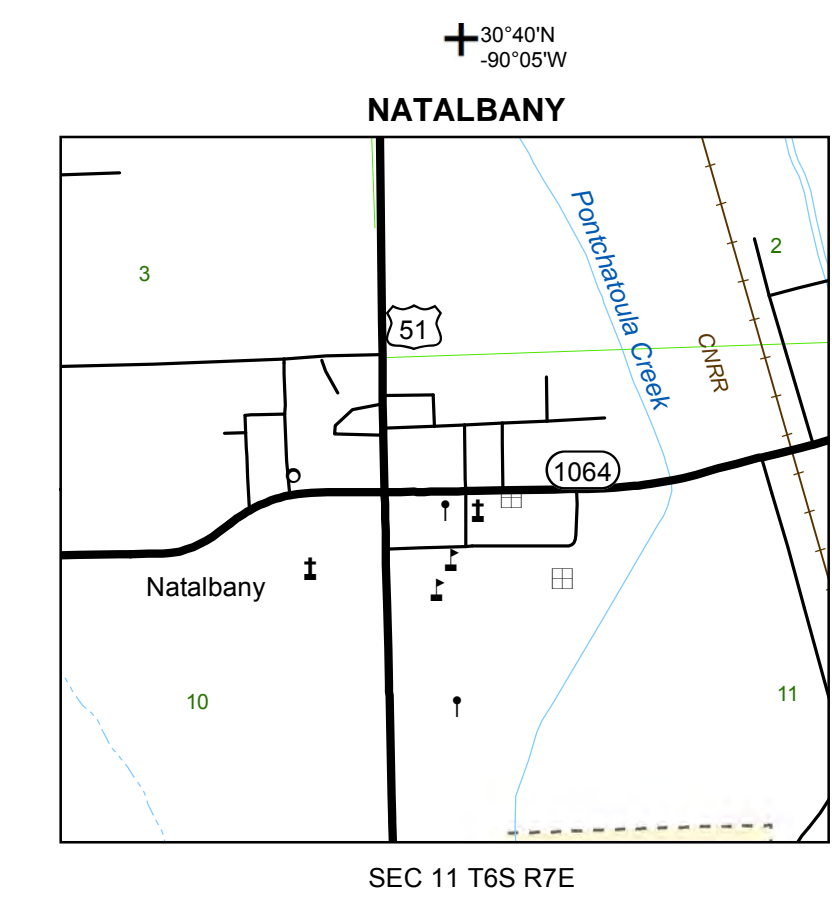 30°40'N
-90°05'W
NATALBANY
2
3
Pontchatoula Creek
51
CNRR
1064
Natalbany
10
11
SEC 11 T6S R7E